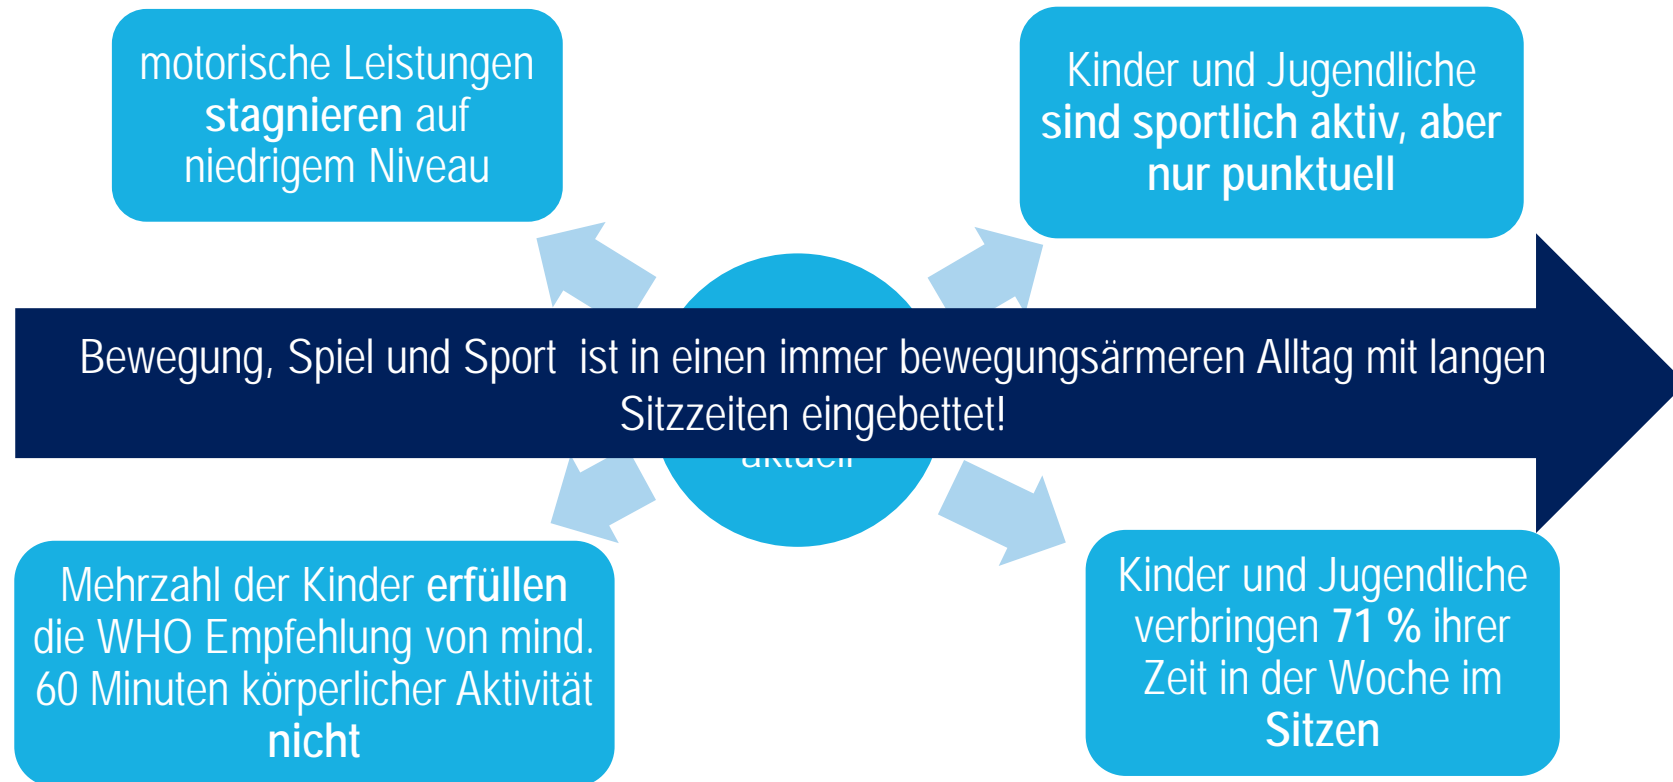 motorische Leistungen
stagnieren auf
niedrigem Niveau
Kinder und Jugendliche
sind sportlich aktiv, aber
nur punktuell
Bewegung, Spiel und Sport ist in einen immer bewegungsärmeren Alltag mit langen
Sitzzeiten eingebettet!
aktuell
Mehrzahl der Kinder erfüllen
die WHO Empfehlung von mind.
60 Minuten körperlicher Aktivität
nicht
Kinder und Jugendliche
verbringen 71 % ihrer
Zeit in der Woche im
Sitzen